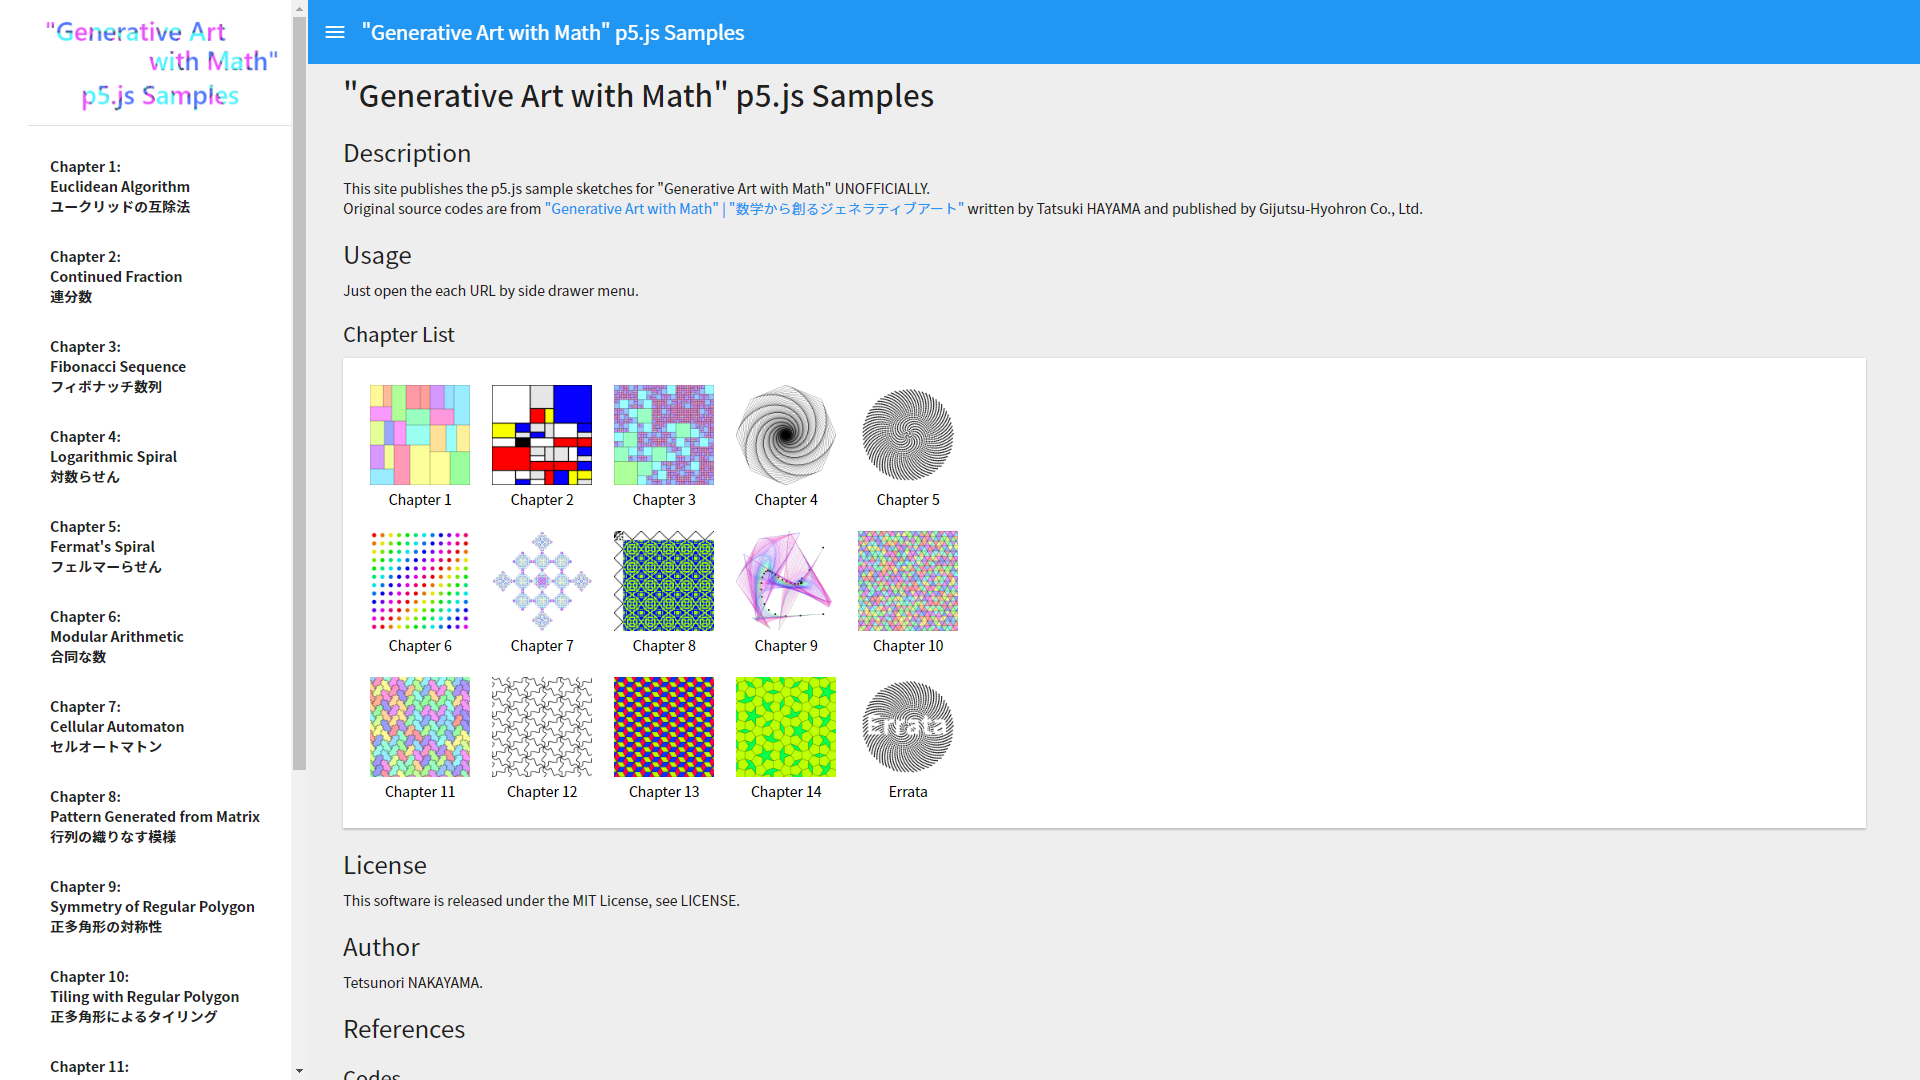 "Generative Art
with Math"
p5.js Samples
Chapter 1:
Euclidean Algorithm
ユークリッドの互除法
Chapter 2:
Continued Fraction
連分数
Chapter 3:
Fibonacci Sequence
フィボナッチ数列
Chapter 4:
Logarithmic Spiral
対数らせん
Chapter 5:
Fermat's Spiral
フェルマーらせん
Chapter 6:
Modular Arithmetic
合同な数
Chapter 7:
Cellular Automaton
セルオートマトン
Chapter 8:
Pattern Generated from Matrix
行列の織りなす模様
Chapter 9:
Symmetry of Regular Polygon
正多角形の対称性
Chapter 10:
Tiling with Regular Polygon
正多角形によるタイリング
Chapter 11:
"Generative Art with Math" p5.js Samples
"Generative Art with Math" p5.js Samples
Description
This site publishes the p5.js sample sketches for "Generative Art with Math" UNOFFICIALLY.
Original source codes are from "Generative Art with Math" | "数学から創るジェネラティブアート" written by Tatsuki HAYAMA and published by Gijutsu-Hyohron Co., Ltd.
Usage
Just open the each URL by side drawer menu.
Chapter List
Chapter 1
Chapter 2
Chapter 3
Chapter 4
Chapter 5
Chapter 6
Chapter 7
Chapter 8
Chapter 9
Chapter 10
Chapter 11
Chapter 12
Chapter 13
Chapter 14
Errata
Errata
License
This software is released under the MIT License, see LICENSE.
Author
Tetsunori NAKAYAMA.
References
Codes